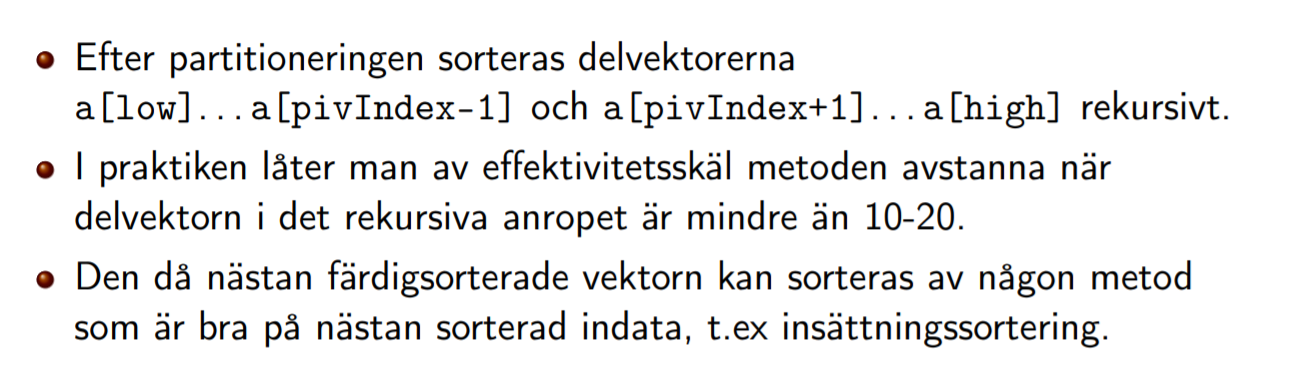 Efter partitioneringen sorteras delvektorerna
a[low]...a[pivIndex-1] och a[pivIndex+1]...a[high] rekursivt.
I praktiken låter man av effektivitetsskäl metoden avstanna när
delvektorn i det rekursiva anropet är mindre än 10-20.
Den då nästan färdigsorterade vektorn kan sorteras av någon metod
som är bra på nästan sorterad indata, t.ex insättningssortering.